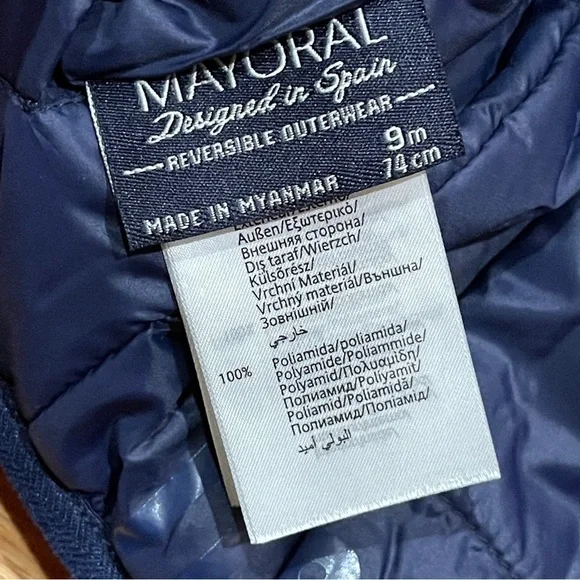 MAYORAL
Designed in Spain
REVERSIBLE OUTERWEAR
9m
74cm
MADE IN MYANMAR
Außen/Εξωτερικό/
Внешняя сторона/
Dış taraf/Wierzch/
Külsőrész/
Vrchní Materiál/
Vrchný materiál/Външна/
Зовнішній/
خارجي
100% Poliamida/poliamida/
Polyamide/Poliammide/
Polyamid/Πολυαμίδη/
Полиамид/Poliyamit/
Poliamid/Poliamidă/
Полиамид/Поліамід/
البولي أميد